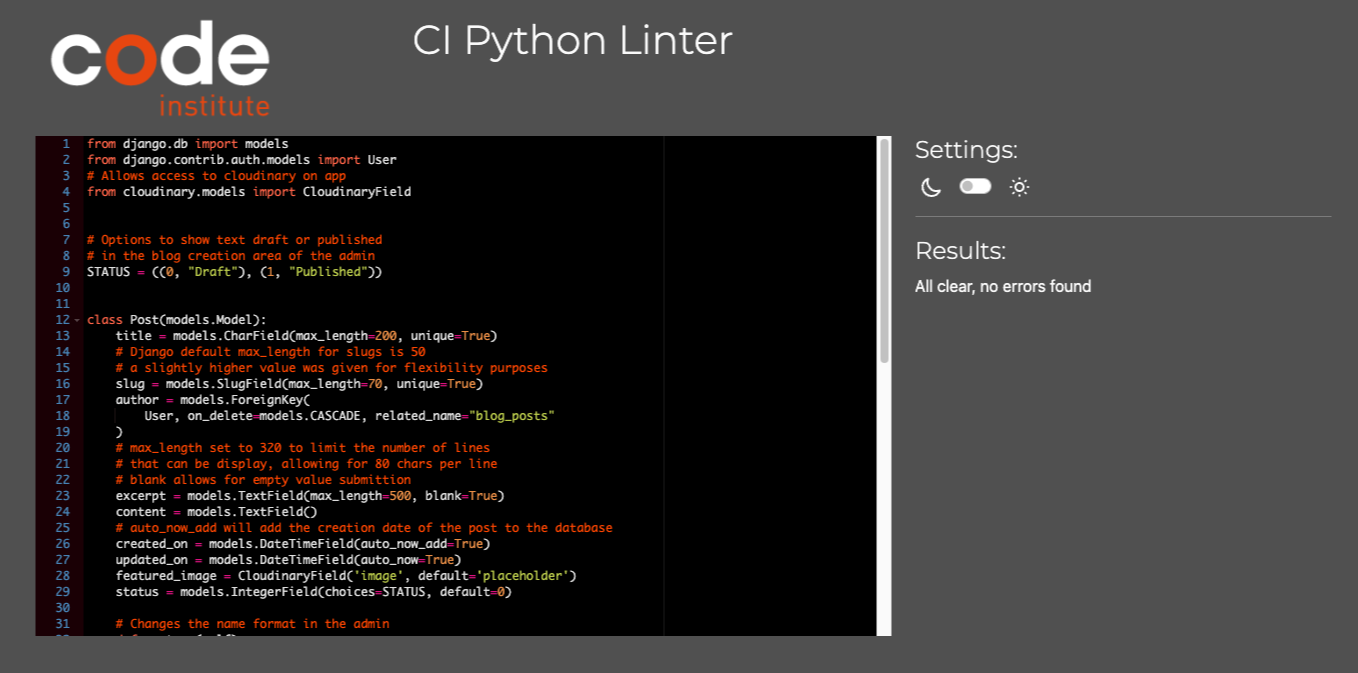 code
institute
CI Python Linter
1 from django.db import models
2 from django.contrib.auth.models import User
3 # Allows access to cloudinary on app
4 from cloudinary.models import CloudinaryField
5
6
7 # Options to show text draft or published
8 # in the blog creation area of the admin
9 STATUS = ((0, "Draft"), (1, "Published"))
10
11
12 class Post(models.Model):
13 title = models.CharField(max_length=200, unique=True)
14 # Django default max_length for slugs is 50
15 # a slightly higher value was given for flexibility purposes
16 slug = models.SlugField(max_length=70, unique=True)
17 author = models.ForeignKey(
18 User, on_delete=models.CASCADE, related_name="blog_posts"
19 )
20 # max_length set to 320 to limit the number of lines
21 # that can be display, allowing for 80 chars per line
22 # blank allows for empty value submittion
23 excerpt = models.TextField(max_length=500, blank=True)
24 content = models.TextField()
25 # auto_now_add will add the creation date of the post to the database
26 created_on = models.DateTimeField(auto_now_add=True)
27 updated_on = models.DateTimeField(auto_now=True)
28 featured_image = CloudinaryField('image', default='placeholder')
29 status = models.IntegerField(choices=STATUS, default=0)
30
31 # Changes the name format in the admin
Settings:
Results:
All clear, no errors found